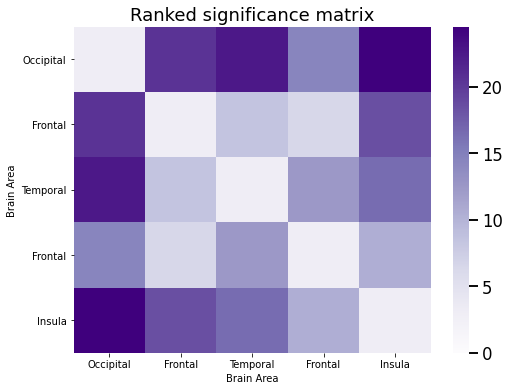 Ranked significance matrix
Occipital
Frontal
Temporal
Frontal
Insula
Brain Area
Occipital Frontal Temporal Frontal Insula
Brain Area
20
15
10
5
0